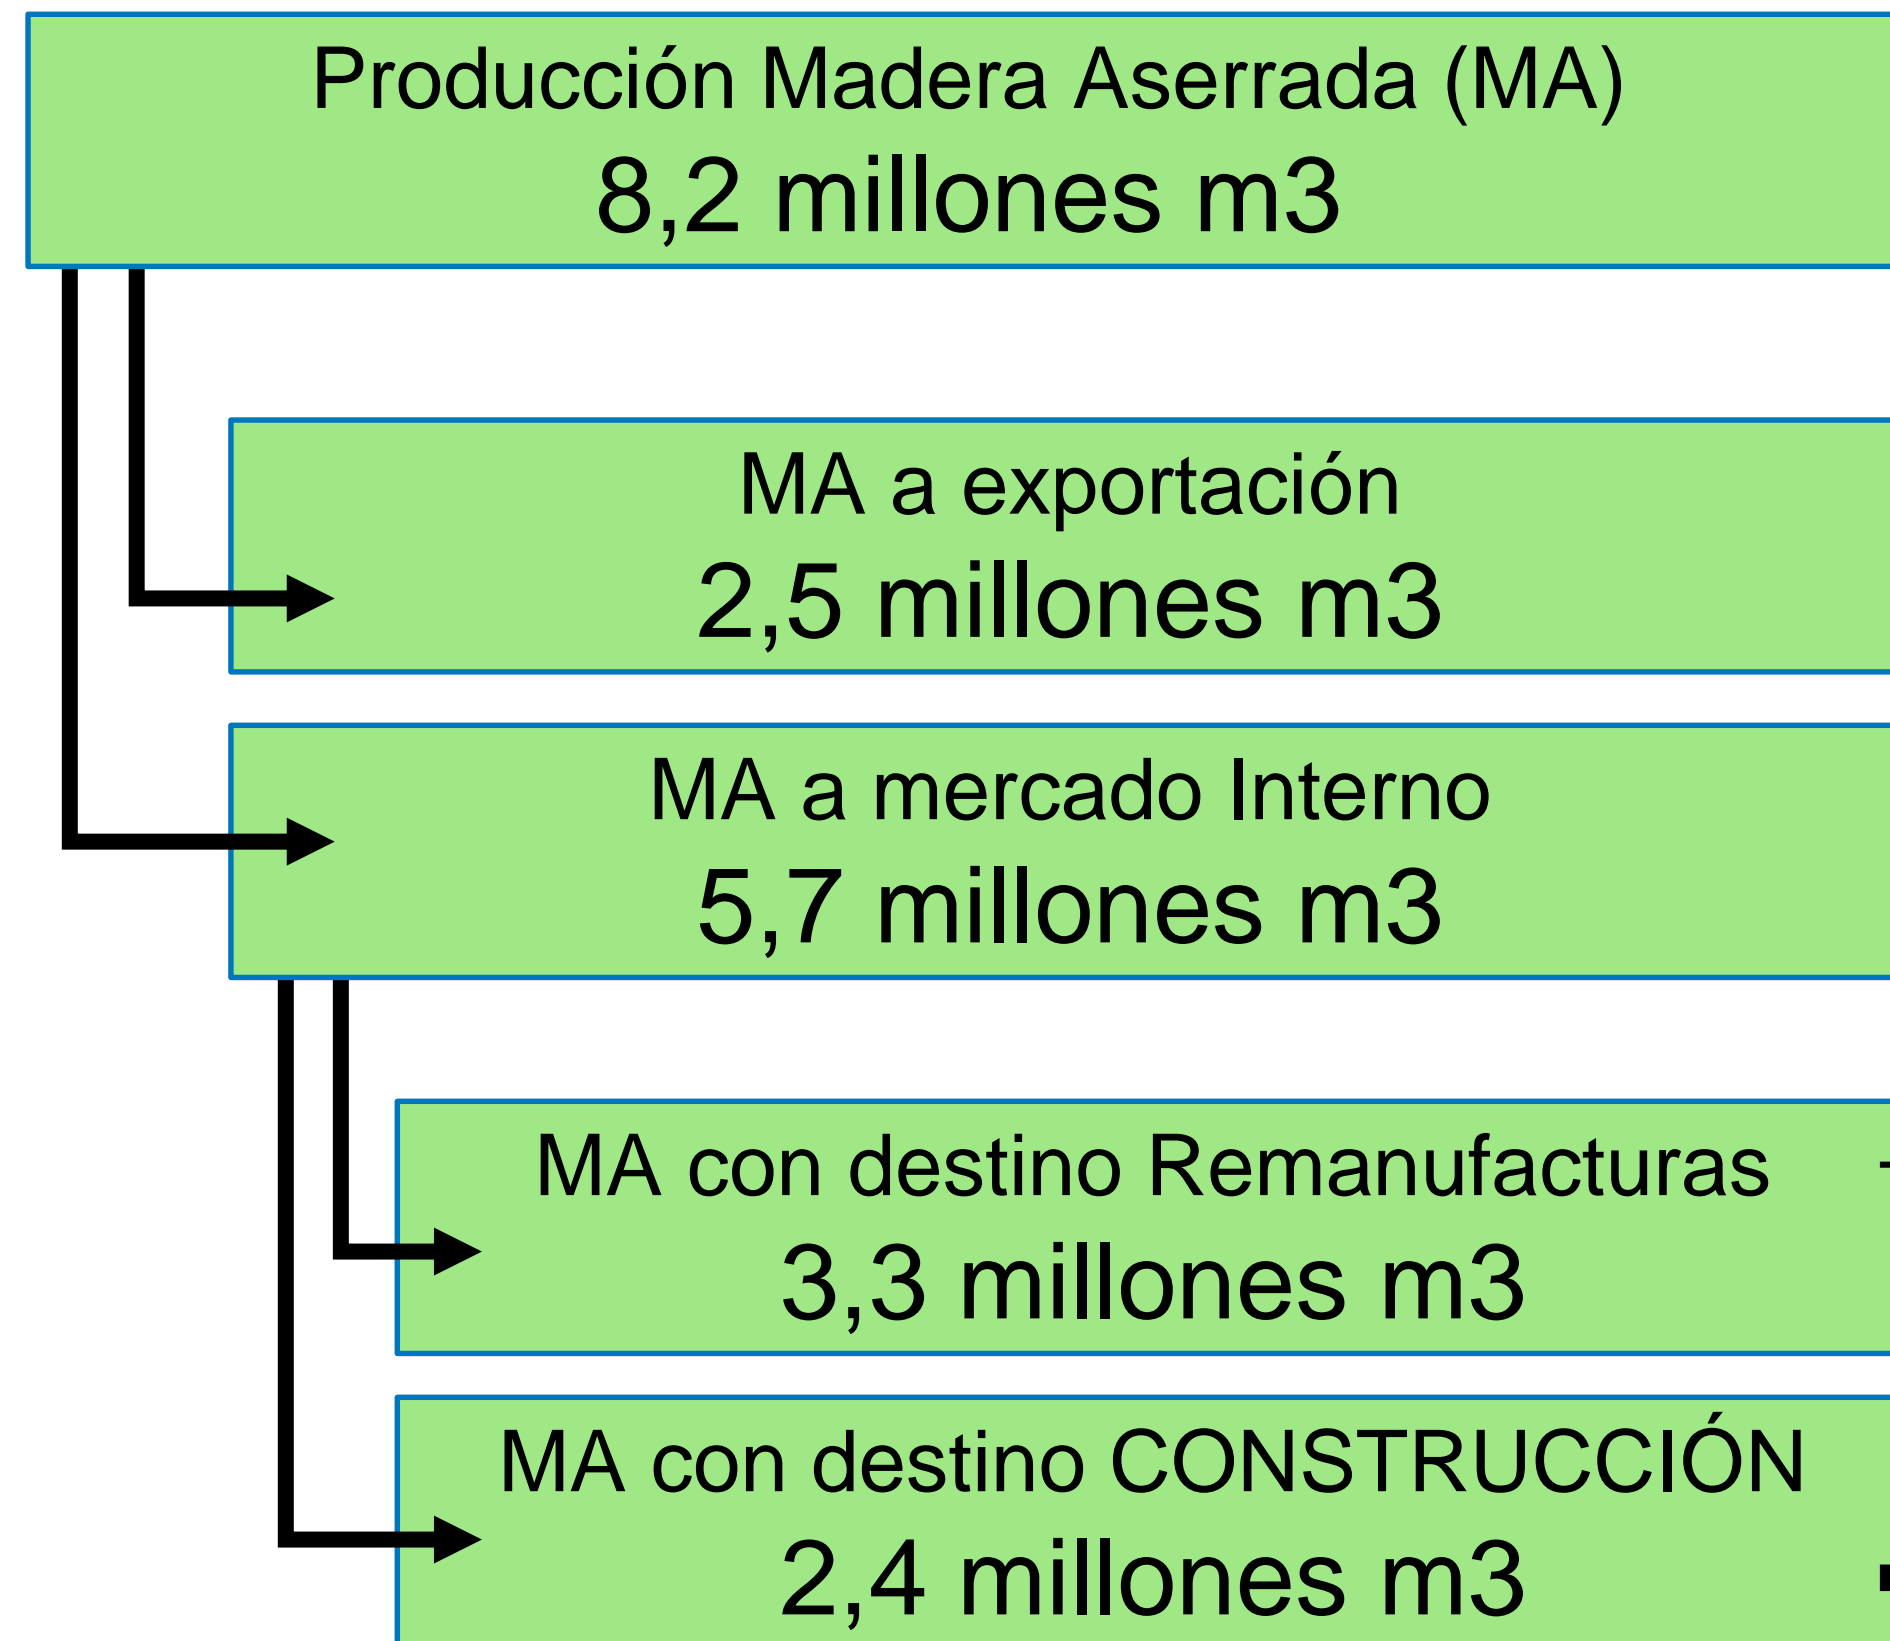 Producción Madera Aserrada (MA)
8,2 millones m3
MA a exportación
2,5 millones m3
MA a mercado Interno
5,7 millones m3
MA con destino Remanufacturas
3,3 millones m3
MA con destino CONSTRUCCIÓN
2,4 millones m3